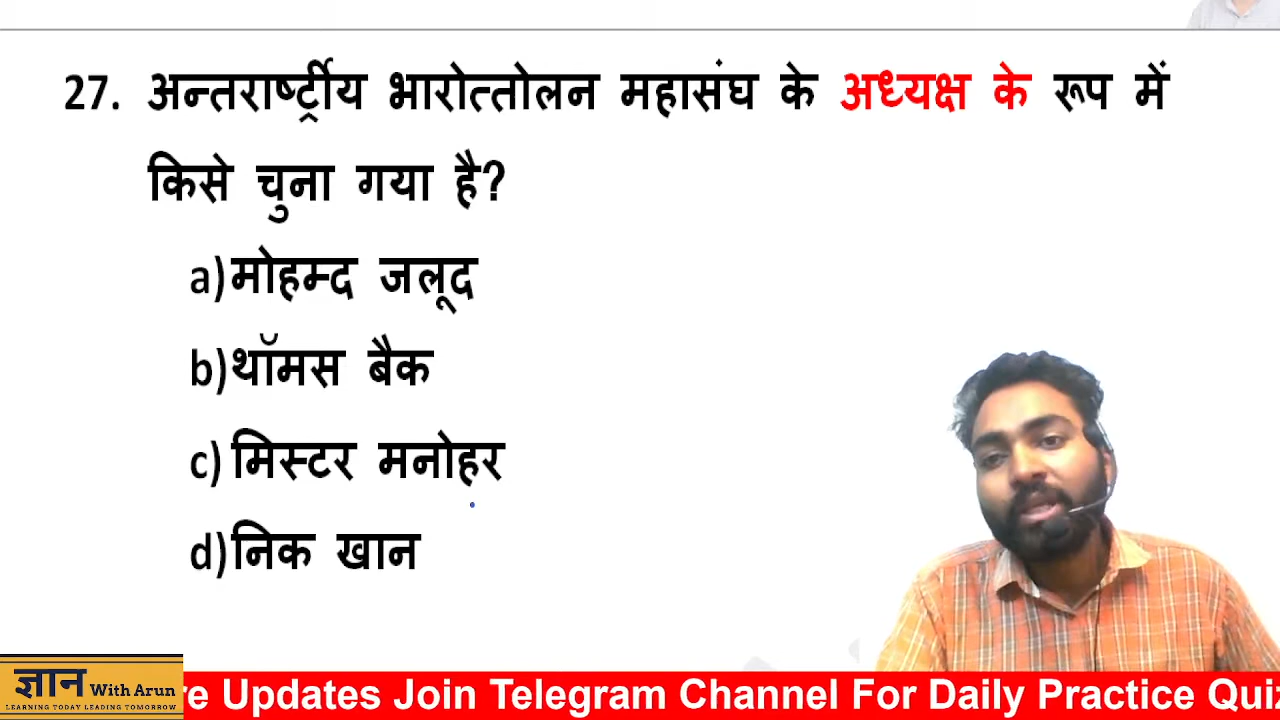 27. अन्तरार्ष्ट्रीय भारोत्तोलन महासंघ के अध्यक्ष के रूप में
किसे चुना गया है?
a)मोहम्द जलूद
b)थॉमस बैक
c) मिस्टर मनोहर
d)निक खान
ज्ञान With Arun
LEARNING TODAY LEADING TOMORROW
re Updates Join Telegram Channel For Daily Practice Quiz